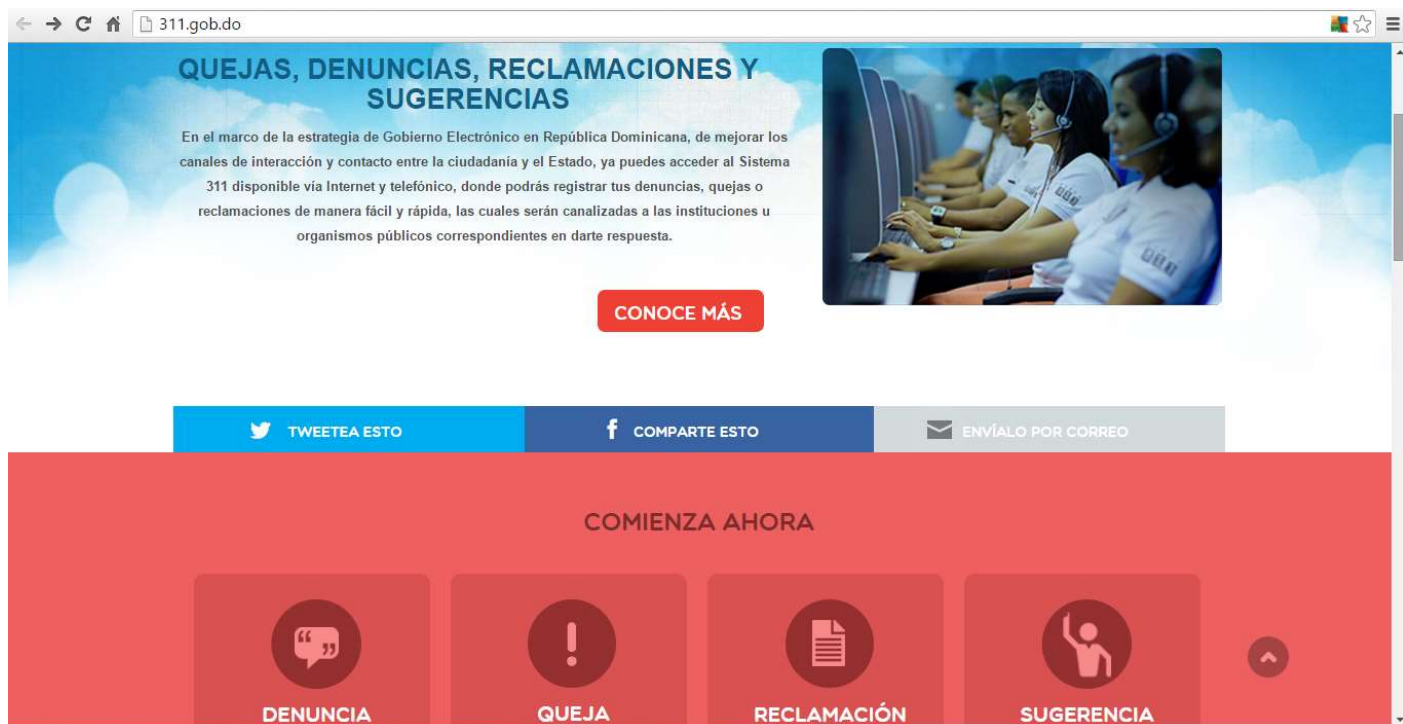 311.gob.do
QUEJAS, DENUNCIAS, RECLAMACIONES Y
SUGERENCIAS
En el marco de la estrategia de Gobierno Electrónico en República Dominicana, de mejorar los
canales de interacción y contacto entre la ciudadanía y el Estado, ya puedes acceder al Sistema
311 disponible vía Internet y telefónico, donde podrás registrar tus denuncias, quejas o
reclamaciones de manera fácil y rápida, las cuales serán canalizadas a las instituciones u
organismos públicos correspondientes en darte respuesta.
CONOCE MÁS
TWEETEA ESTO
COMPARTE ESTO
ENVÍALO POR CORREO
COMIENZA AHORA
DENUNCIA
QUEJA
RECLAMACIÓN
SUGERENCIA